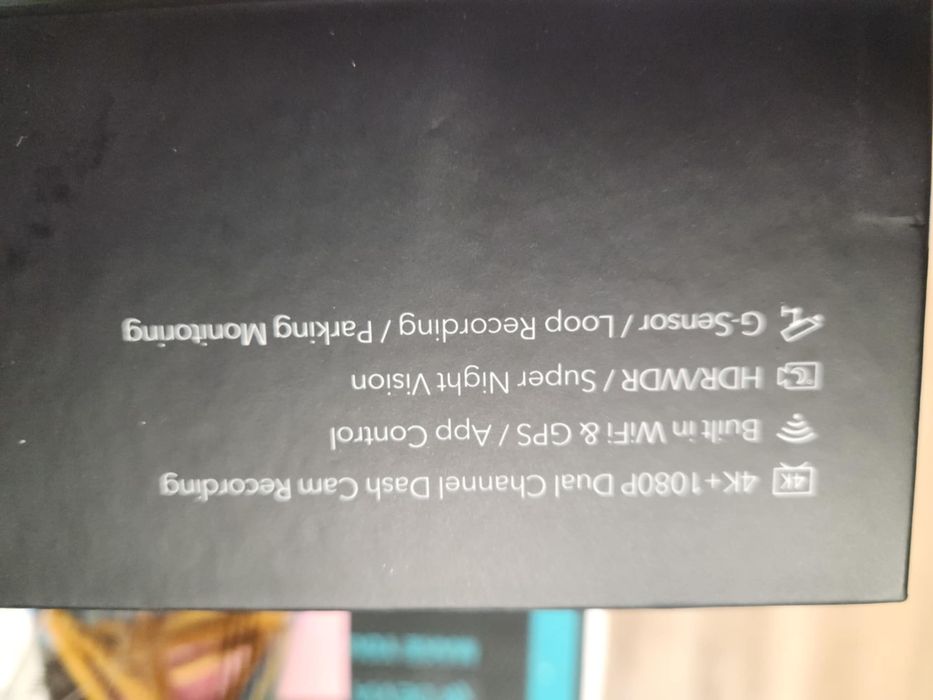 4K 4K+1080P Dual Channel Dash Cam Recording
Built in WiFi & GPS / App Control
HDR/WDR / Super Night Vision
G-Sensor / Loop Recording / Parking Monitoring